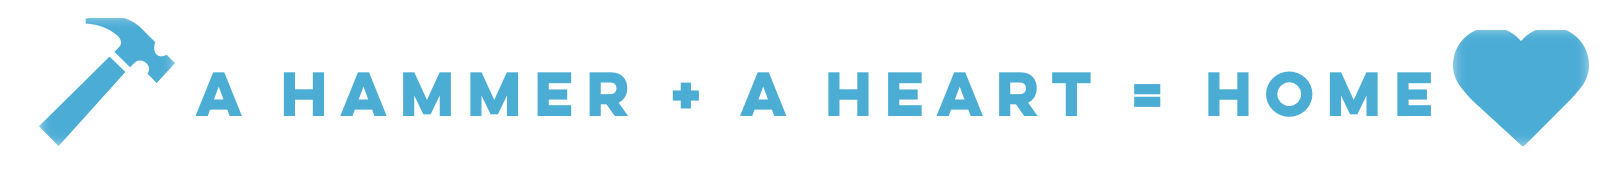 A HAMMER + A HEART = HOME